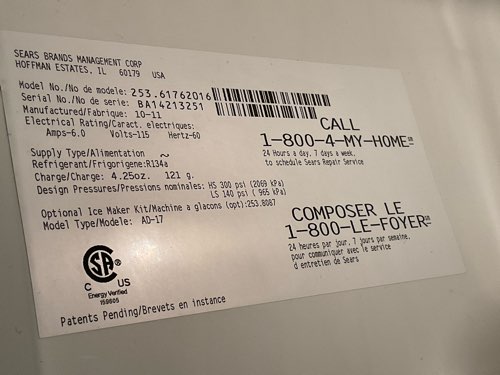 SEARS BRANDS MANAGEMENT CORP
HOFFMAN ESTATES, IL 60179 USA
Model No./No de modele: 253.61762016
Serial No./No de série: BA14213251
Manufactured/Fabrique: 10-11
Electrical Rating/Caract. electriques:
Amps-6.0 Volts-115 Hertz-60
Supply Type/Alimentation ~
Refrigerant/Frigorigene:R134a
Charge/Charge: 4.25oz. 121 g.
Design Pressures/Pressions nominales: HS 300 psi (2069 kPa)
LS 140 psi ( 965 kPa)
Optional Ice Maker Kit/Machine a glacons (opt):253.8087
Model Type/Modele: AD-17
CSA®
C US
Energy Verified
159605
Patents Pending/Brevets en instance
CALL
1-800-4-MY-HOME℠
24 Hours a day, 7 days a week,
to schedule Sears Repair Service
COMPOSER LE
1-800-LE-FOYER
24 heures par jour, 7 jours par semaine,
pour communiquer avec le service
d entretien de Sears